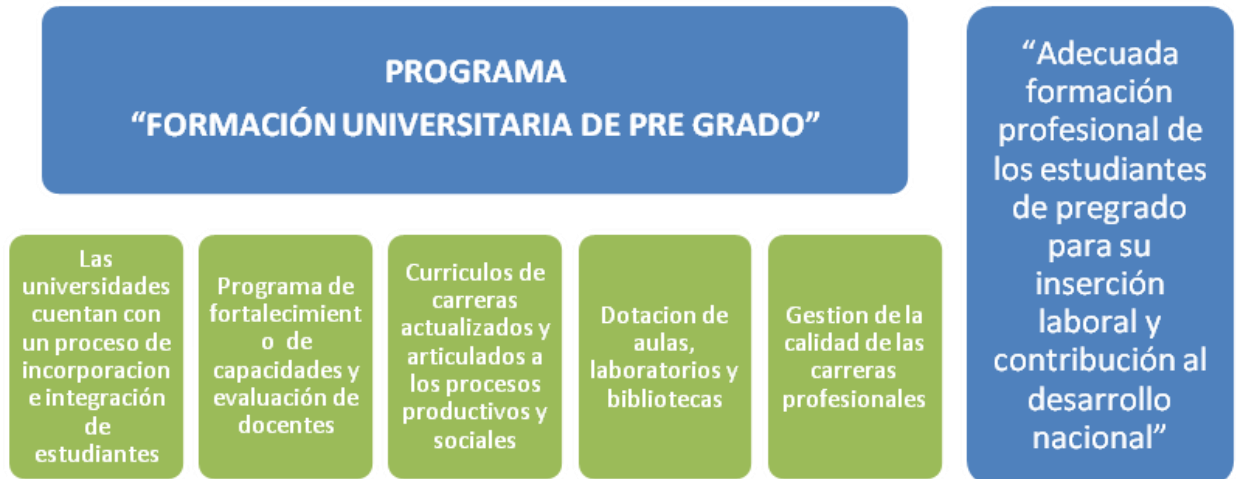 PROGRAMA
“FORMACIÓN UNIVERSITARIA DE PRE GRADO”
Las
universidades
cuentan con
un proceso de
incorporacion
e integración
de
estudiantes
Programa de
fortalecimient
o de
capacidades y
evaluación de
docentes
Curriculos de
carreras
actualizados y
articulados a
los procesos
productivos y
sociales
Dotacion de
aulas,
laboratorios y
bibliotecas
Gestion de la
calidad de las
carreras
profesionales
“Adecuada
formación
profesional de
los estudiantes
de pregrado
para su
inserción
laboral y
contribución al
desarrollo
nacional”